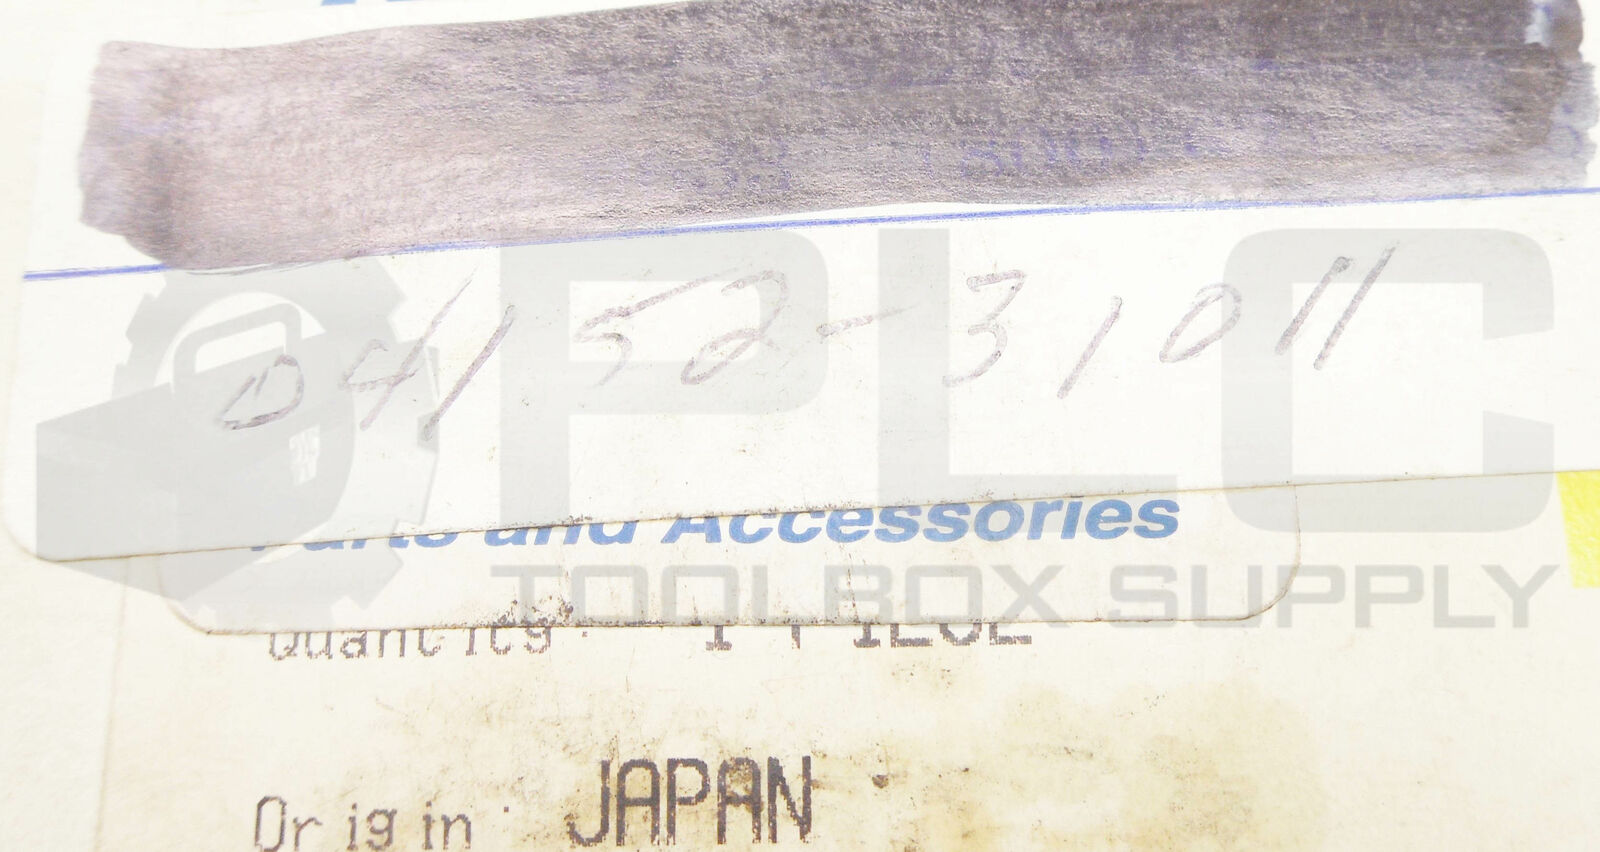 04152-31011
PLC
Parts and Accessories
TOOLBOX SUPPLY
Quantity: 1 PIECE
Origin: JAPAN